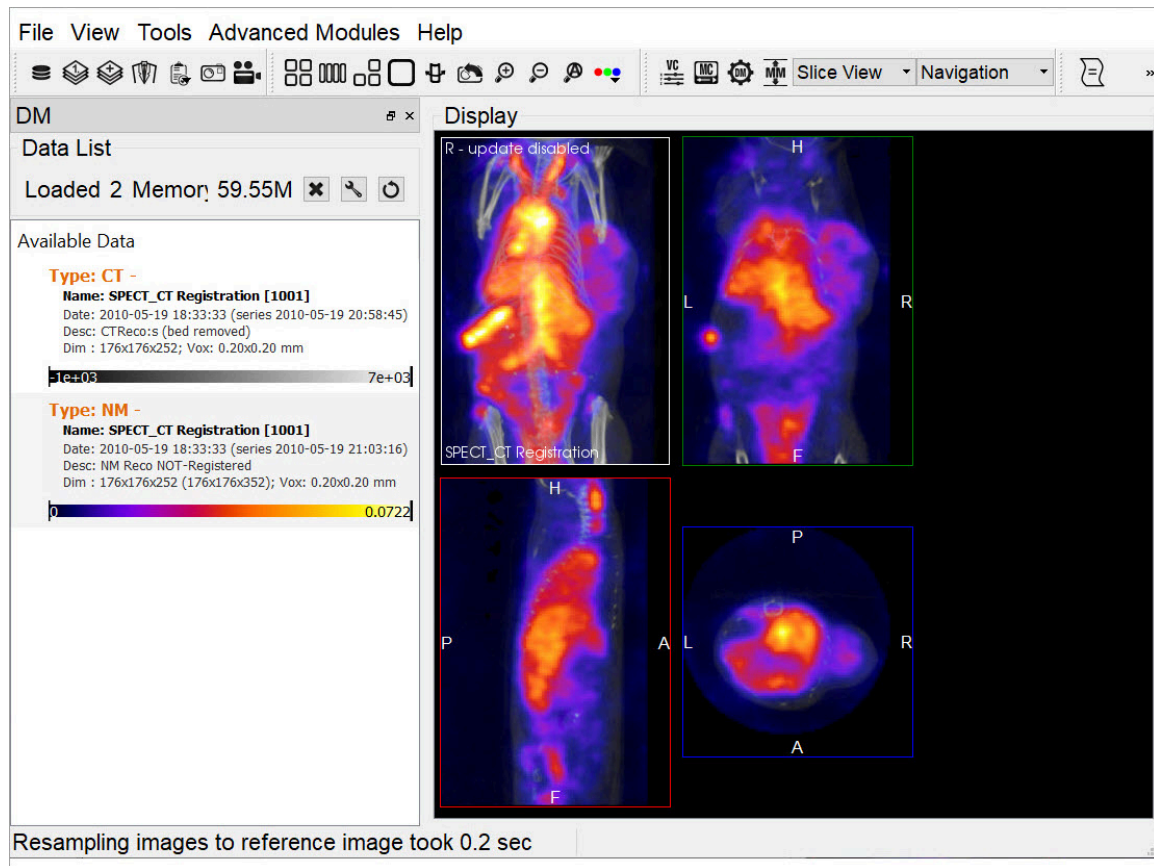 File View Tools Advanced Modules Help
VC MC DM MM Slice View Navigation »
DM
Data List
Loaded 2 Memory 59.55M
Available Data
Type: CT -
Name: SPECT_CT Registration [1001]
Date: 2010-05-19 18:33:33 (series 2010-05-19 20:58:45)
Desc: CTReco:s (bed removed)
Dim : 176x176x252; Vox: 0.20x0.20 mm
-1e+03 7e+03
Type: NM -
Name: SPECT_CT Registration [1001]
Date: 2010-05-19 18:33:33 (series 2010-05-19 21:03:16)
Desc: NM Reco NOT-Registered
Dim : 176x176x252 (176x176x352); Vox: 0.20x0.20 mm
0 0.0722
Display
R - update disabled
SPECT_CT Registration
H
L R
F
H
P A
F
P
L R
A
Resampling images to reference image took 0.2 sec